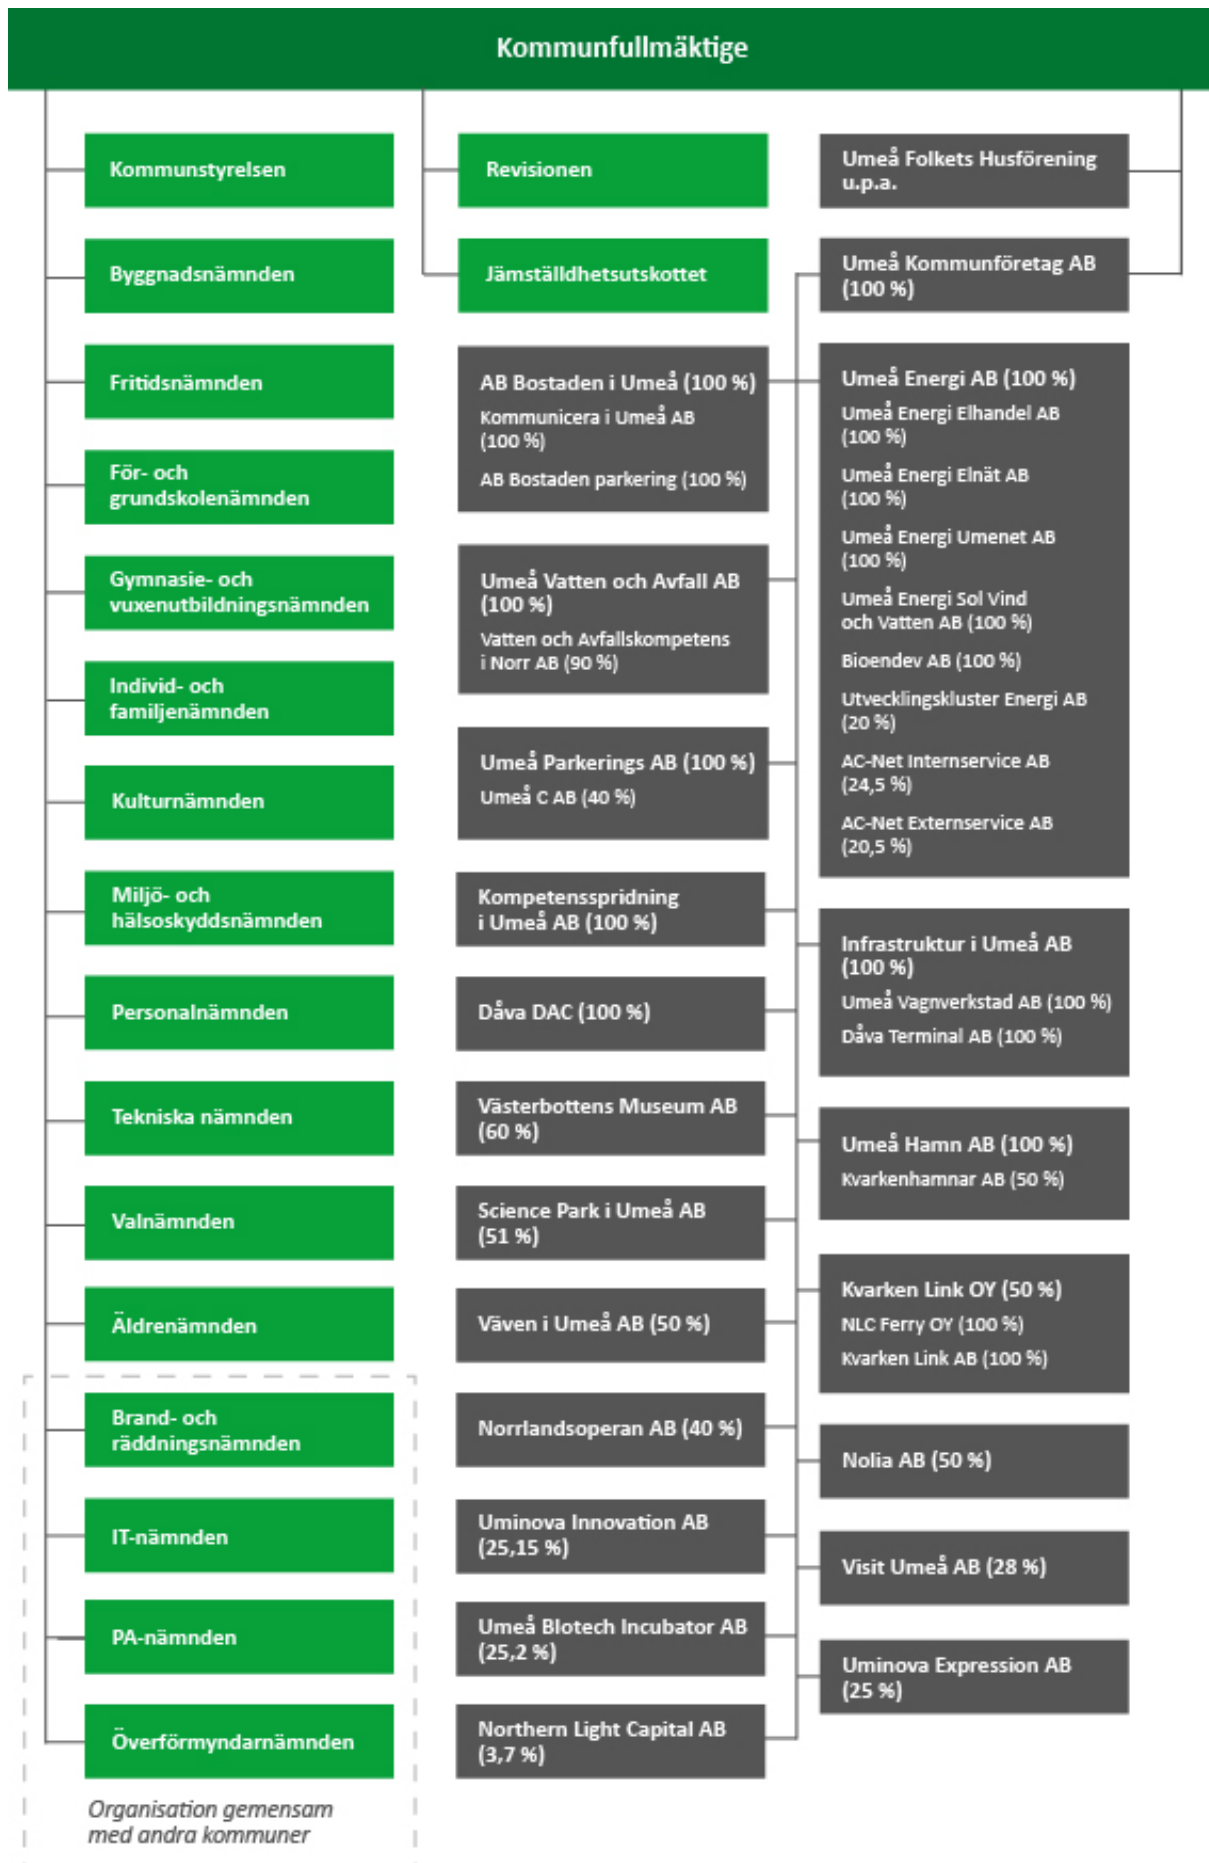 Kommunfullmäktige
Kommunstyrelsen
Byggnadsnämnden
Fritidsnämnden
För- och
grundskolenämnden
Gymnasie- och
vuxenutbildningsnämnden
Individ- och
familjenämnden
Kulturnämnden
Miljö- och
hälsoskyddsnämnden
Personalnämnden
Tekniska nämnden
Valnämnden
Äldrenämnden
Brand- och
räddningsnämnden
IT-nämnden
PA-nämnden
Överförmyndarnämnden
Organisation gemensam
med andra kommuner
Revisionen
Jämställdhetsutskottet
AB Bostaden i Umeå (100 %)
Kommunicera i Umeå AB
(100 %)
AB Bostaden parkering (100 %)
Umeå Vatten och Avfall AB
(100 %)
Vatten och Avfallskompetens
i Norr AB (90 %)
Umeå Parkerings AB (100 %)
Umeå C AB (40 %)
Kompetensspridning
i Umeå AB (100 %)
Dåva DAC (100 %)
Västerbottens Museum AB
(60 %)
Science Park i Umeå AB
(51 %)
Väven i Umeå AB (50 %)
Norrlandsoperan AB (40 %)
Uminova Innovation AB
(25,15 %)
Umeå BIotech Incubator AB
(25,2 %)
Northern Light Capital AB
(3,7 %)
Umeå Folkets Husförening
u.p.a.
Umeå Kommunföretag AB
(100 %)
Umeå Energi AB (100 %)
Umeå Energi Elhandel AB
(100 %)
Umeå Energi Elnät AB
(100 %)
Umeå Energi Umenet AB
(100 %)
Umeå Energi Sol Vind
och Vatten AB (100 %)
Bioendev AB (100 %)
Utvecklingskluster Energi AB
(20 %)
AC-Net Internservice AB
(24,5 %)
AC-Net Externservice AB
(20,5 %)
Infrastruktur i Umeå AB
(100 %)
Umeå Vagnverkstad AB (100 %)
Dåva Terminal AB (100 %)
Umeå Hamn AB (100 %)
Kvarkenhamnar AB (50 %)
Kvarken Link OY (50 %)
NLC Ferry OY (100 %)
Kvarken Link AB (100 %)
Nolia AB (50 %)
Visit Umeå AB (28 %)
Uminova Expression AB
(25 %)